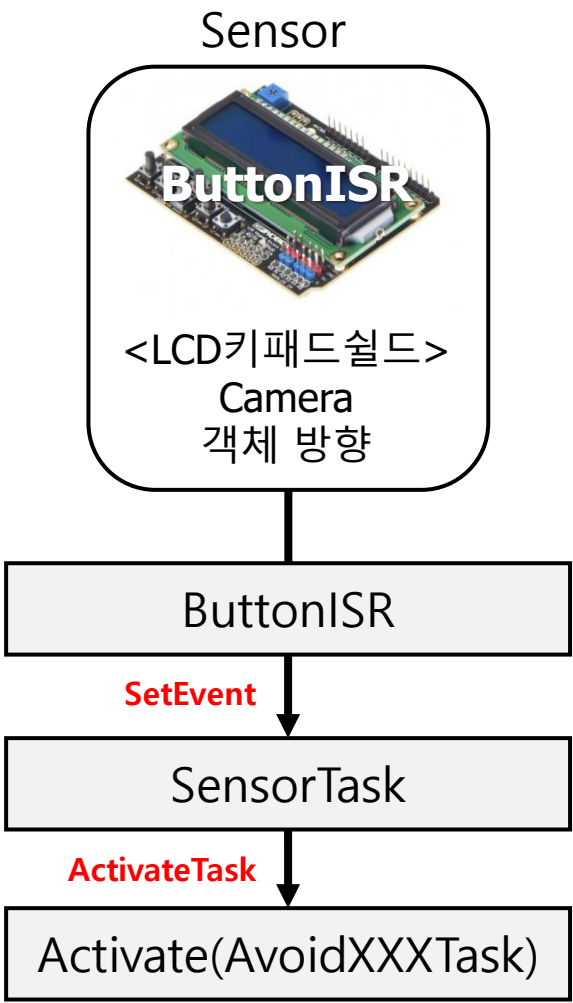 Sensor
ButtonISR
<LCD키패드쉴드>
Camera
객체 방향
ButtonISR
SetEvent
SensorTask
ActivateTask
Activate(AvoidXXXTask)